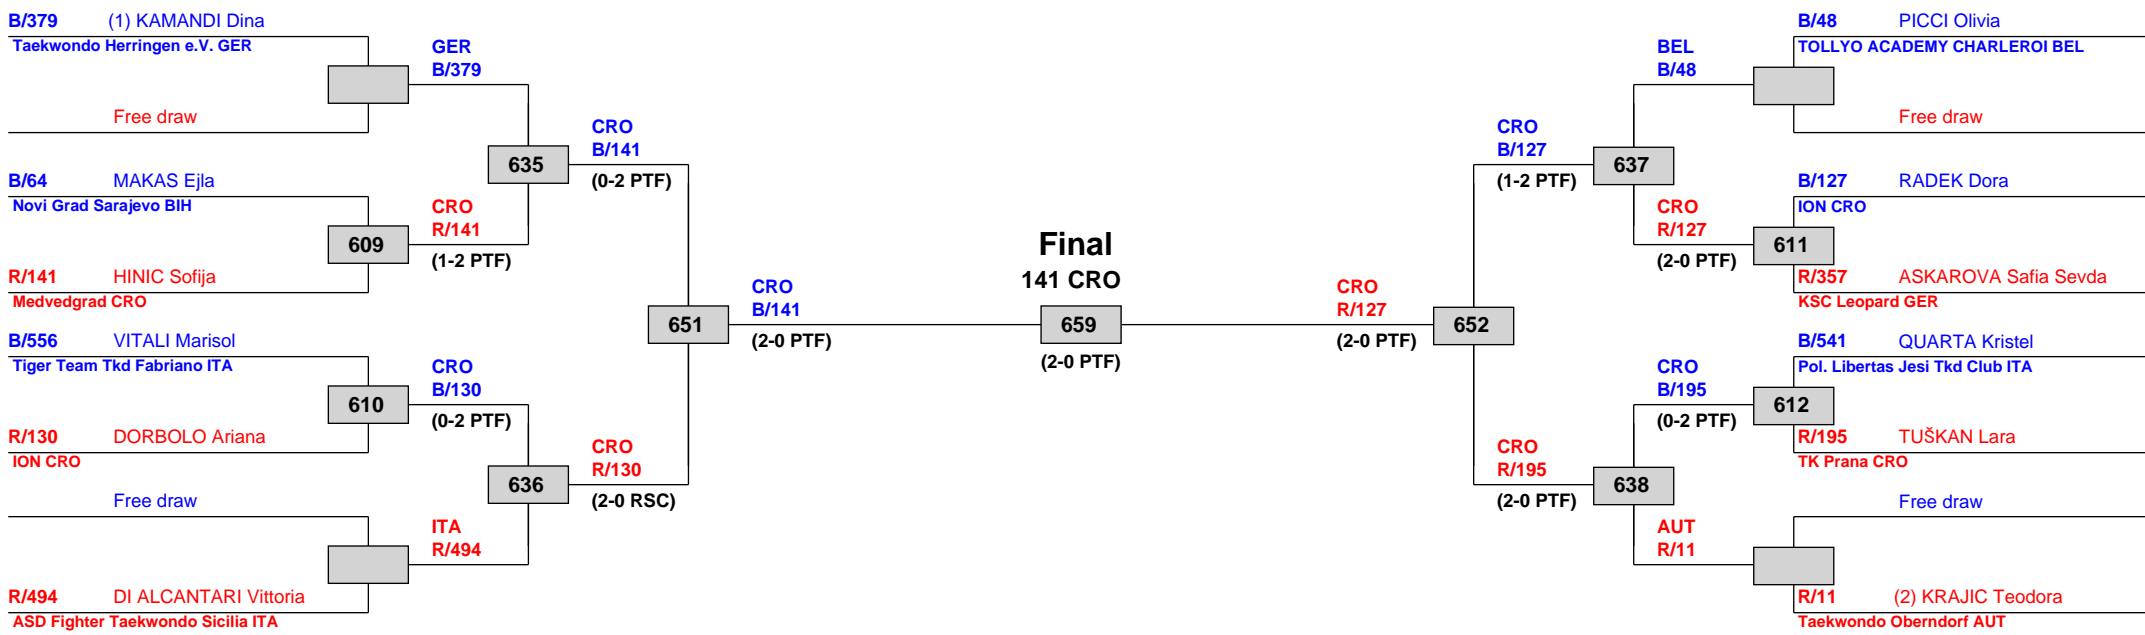 B/379 (1) KAMANDI Dina
Taekwondo Herringen e.V. GER
Free draw
B/64 MAKAS Ejla
Novi Grad Sarajevo BIH
R/141 HINIC Sofija
Medvedgrad CRO
B/556 VITALI Marisol
Tiger Team Tkd Fabriano ITA
R/130 DORBOLO Ariana
ION CRO
Free draw
R/494 DI ALCANTARI Vittoria
ASD Fighter Taekwondo Sicilia ITA
GER
B/379
609
CRO
R/141
(1-2 PTF)
610
CRO
B/130
(0-2 PTF)
ITA
R/494
635
CRO
B/141
(0-2 PTF)
636
CRO
R/130
(2-0 RSC)
651
CRO
B/141
(2-0 PTF)
Final
141 CRO
659
(2-0 PTF)
CRO
R/127
(2-0 PTF)
652
CRO
B/127
(1-2 PTF)
637
CRO
R/195
(2-0 PTF)
638
BEL
B/48
CRO
R/127
(2-0 PTF)
611
CRO
B/195
(0-2 PTF)
612
AUT
R/11
B/48 PICCI Olivia
TOLLYO ACADEMY CHARLEROI BEL
Free draw
B/127 RADEK Dora
ION CRO
R/357 ASKAROVA Safia Sevda
KSC Leopard GER
B/541 QUARTA Kristel
Pol. Libertas Jesi Tkd Club ITA
R/195 TUŠKAN Lara
TK Prana CRO
Free draw
R/11 (2) KRAJIC Teodora
Taekwondo Oberndorf AUT